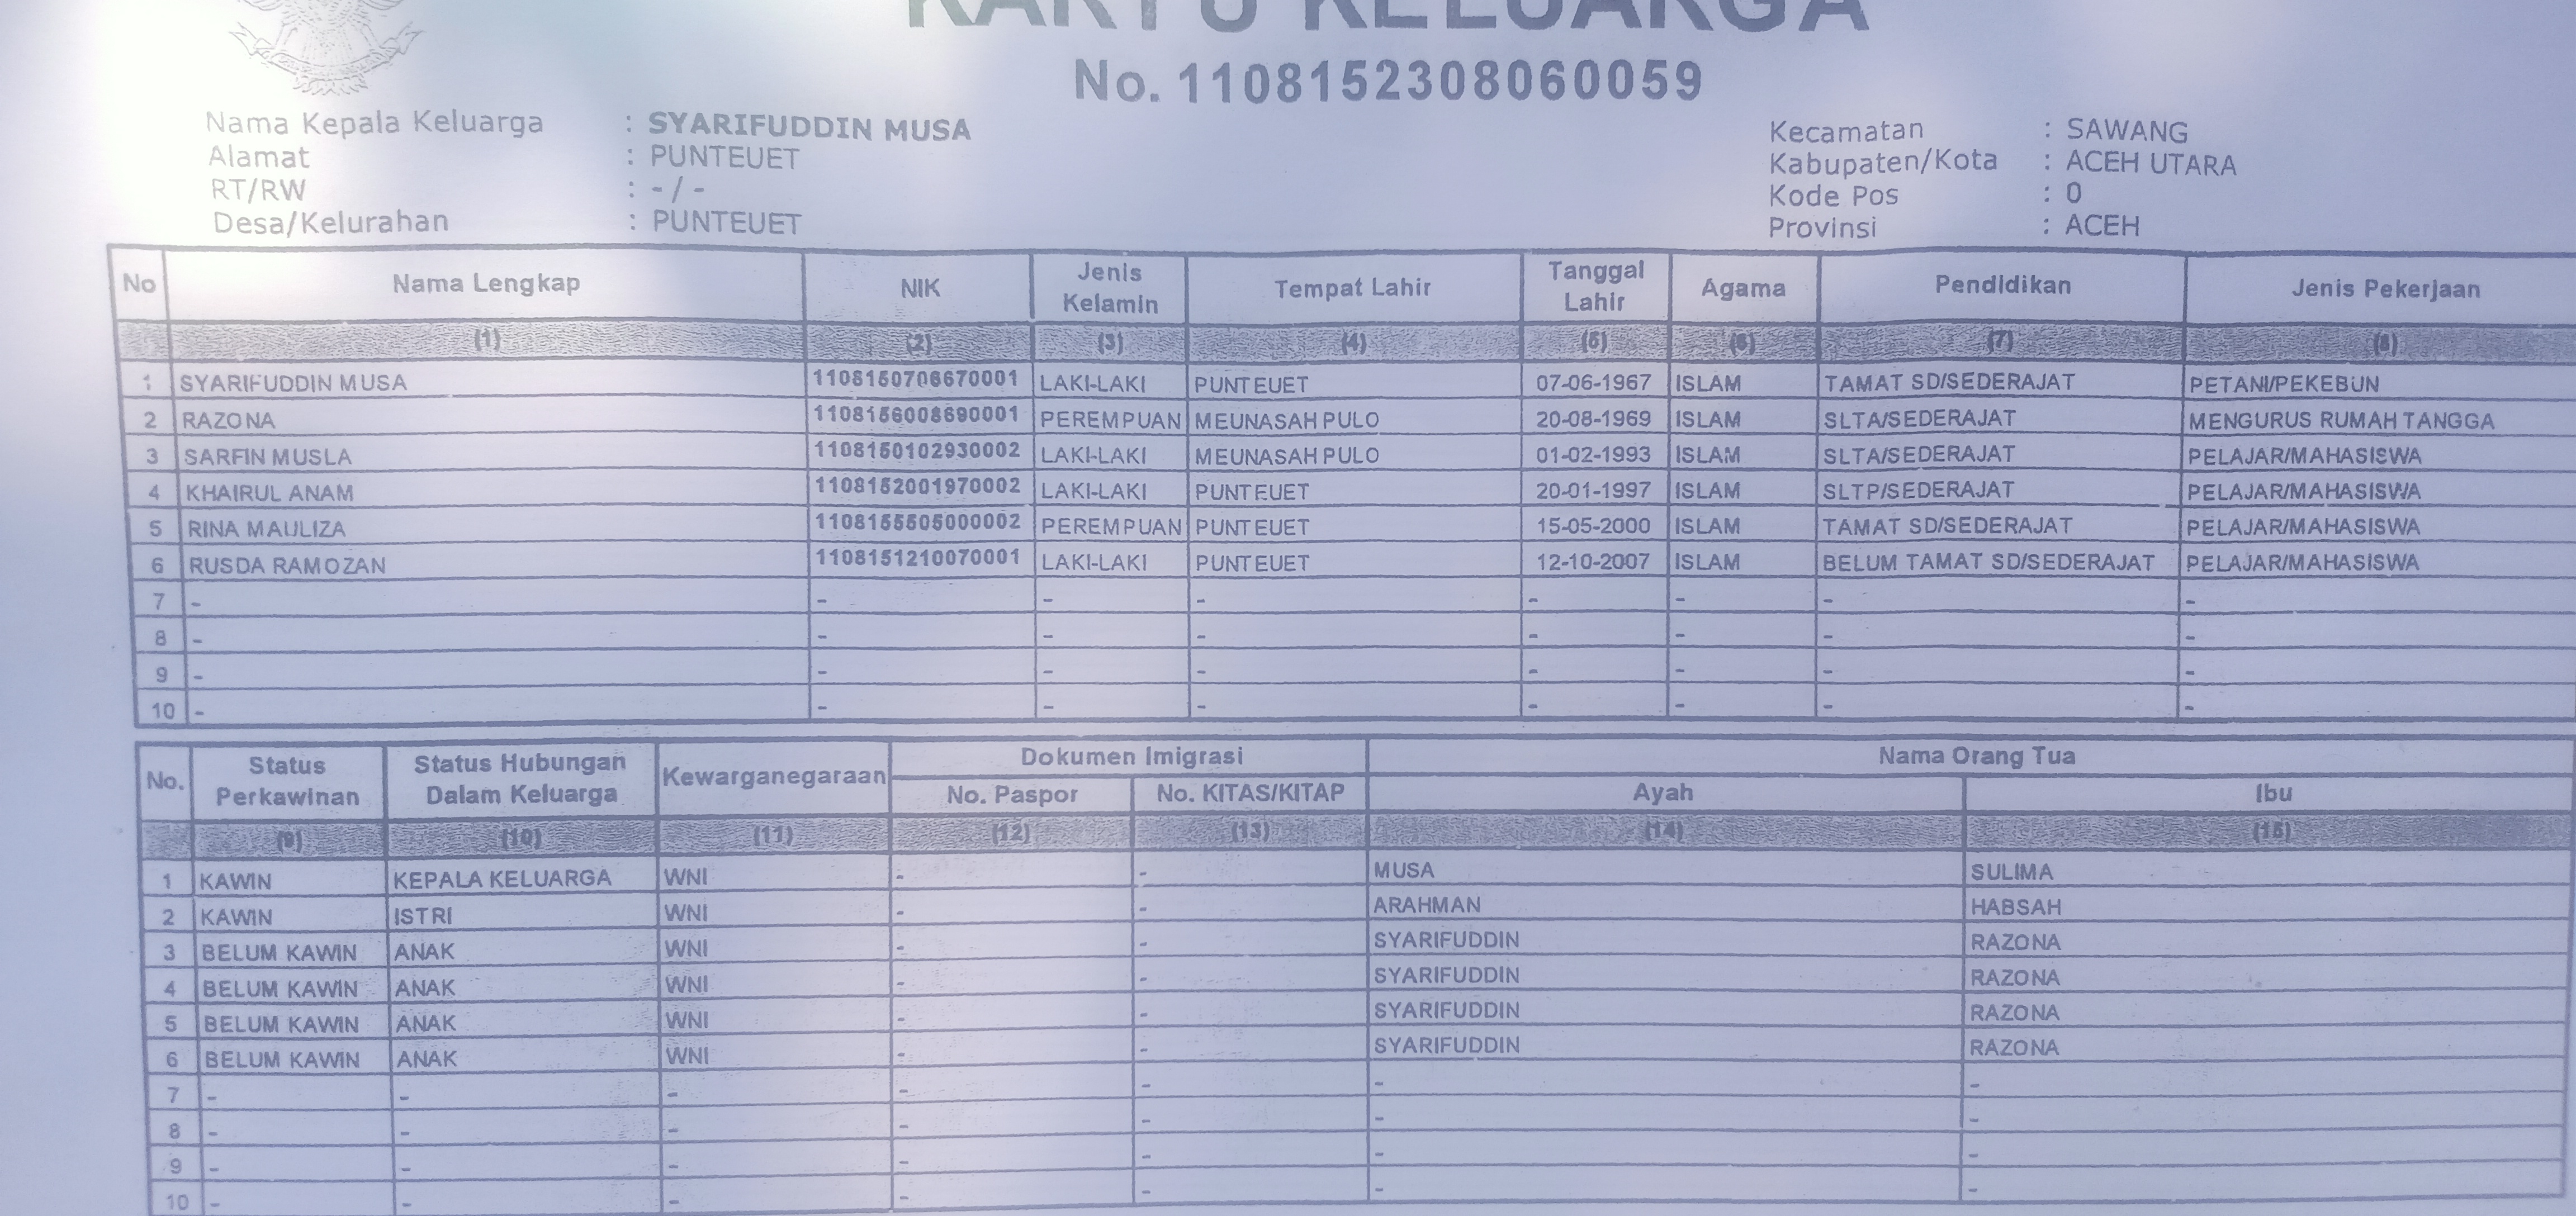 KARTU KELUARGA
No. 1108152308060059
Nama Kepala Keluarga : SYARIFUDDIN MUSA
Alamat : PUNTEUET
RT/RW : - / -
Desa/Kelurahan : PUNTEUET
Kecamatan : SAWANG
Kabupaten/Kota : ACEH UTARA
Kode Pos : 0
Provinsi : ACEH
No Nama Lengkap NIK Jenis Kelamin Tempat Lahir Tanggal Lahir Agama Pendidikan Jenis Pekerjaan
(1) (2) (3) (4) (5) (6) (7) (8)
1 SYARIFUDDIN MUSA 1108150706670001 LAKI-LAKI PUNTEUET 07-06-1967 ISLAM TAMAT SD/SEDERAJAT PETANI/PEKEBUN
2 RAZONA 1108156008690001 PEREMPUAN MEUNASAH PULO 20-08-1969 ISLAM SLTA/SEDERAJAT MENGURUS RUMAH TANGGA
3 SARFIN MUSLA 1108150102930002 LAKI-LAKI MEUNASAH PULO 01-02-1993 ISLAM SLTA/SEDERAJAT PELAJAR/MAHASISWA
4 KHAIRUL ANAM 1108152001970002 LAKI-LAKI PUNTEUET 20-01-1997 ISLAM SLTP/SEDERAJAT PELAJAR/MAHASISWA
5 RINA MAULIZA 1108155505000002 PEREMPUAN PUNTEUET 15-05-2000 ISLAM TAMAT SD/SEDERAJAT PELAJAR/MAHASISWA
6 RUSDA RAMOZAN 1108151210070001 LAKI-LAKI PUNTEUET 12-10-2007 ISLAM BELUM TAMAT SD/SEDERAJAT PELAJAR/MAHASISWA
7 - - - - - - - -
8 - - - - - - - -
9 - - - - - - - -
10 - - - - - - - -
No. Status Perkawinan Status Hubungan Dalam Keluarga Kewarganegaraan Dokumen Imigrasi Nama Orang Tua
No. Paspor No. KITAS/KITAP Ayah Ibu
(9) (10) (11) (12) (13) (14) (15)
1 KAWIN KEPALA KELUARGA WNI - - MUSA SULIMA
2 KAWIN ISTRI WNI - - ARAHMAN HABSAH
3 BELUM KAWIN ANAK WNI - - SYARIFUDDIN RAZONA
4 BELUM KAWIN ANAK WNI - - SYARIFUDDIN RAZONA
5 BELUM KAWIN ANAK WNI - - SYARIFUDDIN RAZONA
6 BELUM KAWIN ANAK WNI - - SYARIFUDDIN RAZONA
7 - - - - - - -
8 - - - - - - -
9 - - - - - - -
10 - - - - - - -